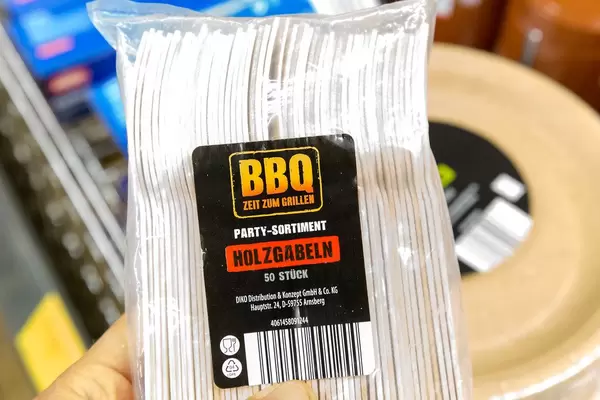 BBQ
ZEIT ZUM GRILLEN
PARTY-SORTIMENT
HOLZGABELN
50 STÜCK
DIKO Distribution & Konzept GmbH & Co. KG
Hauptstr. 24, D-59755 Arnsberg
4061458091244